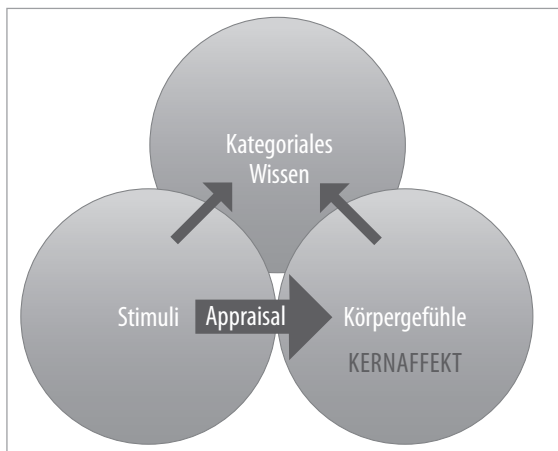 Kategoriales
Wissen
Stimuli
Appraisal
Körpergefühle
KERNAFFEKT